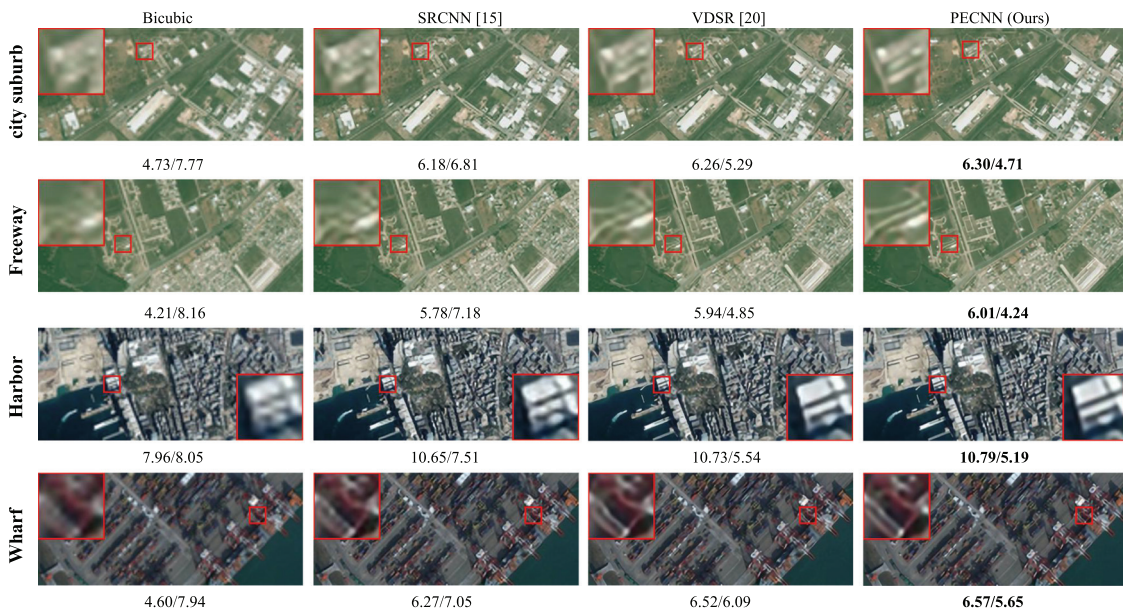 Bicubic SRCNN [15] VDSR [20] PECNN (Ours)
city suburb
4.73/7.77 6.18/6.81 6.26/5.29 6.30/4.71
Freeway
4.21/8.16 5.78/7.18 5.94/4.85 6.01/4.24
Harbor
7.96/8.05 10.65/7.51 10.73/5.54 10.79/5.19
Wharf
4.60/7.94 6.27/7.05 6.52/6.09 6.57/5.65